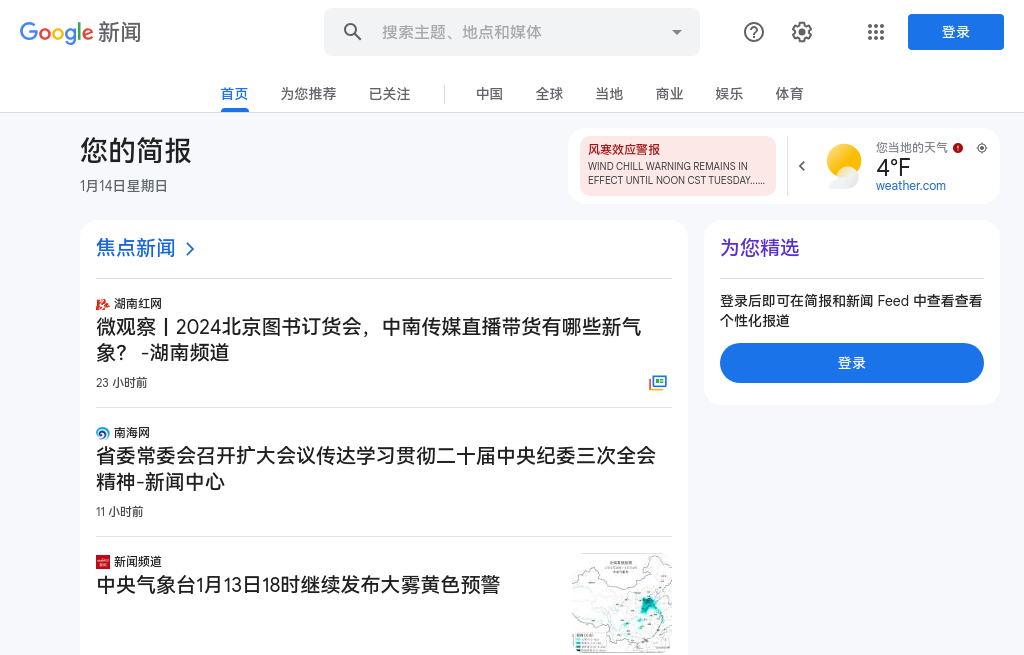 Google 新闻
搜索主题、地点和媒体
登录
首页
为您推荐
已关注
中国
全球
当地
商业
娱乐
体育
您的简报
1月14日星期日
风寒效应警报
WIND CHILL WARNING REMAINS IN
EFFECT UNTIL NOON CST TUESDAY......
您当地的天气
4°F
weather.com
焦点新闻
湖南红网
微观察丨2024北京图书订货会，中南传媒直播带货有哪些新气
象？ -湖南频道
23 小时前
南海网
省委常委会召开扩大会议传达学习贯彻二十届中央纪委三次全会
精神-新闻中心
11 小时前
新闻频道
中央气象台1月13日18时继续发布大雾黄色预警
为您精选
登录后即可在简报和新闻 Feed 中查看查看
个性化报道
登录